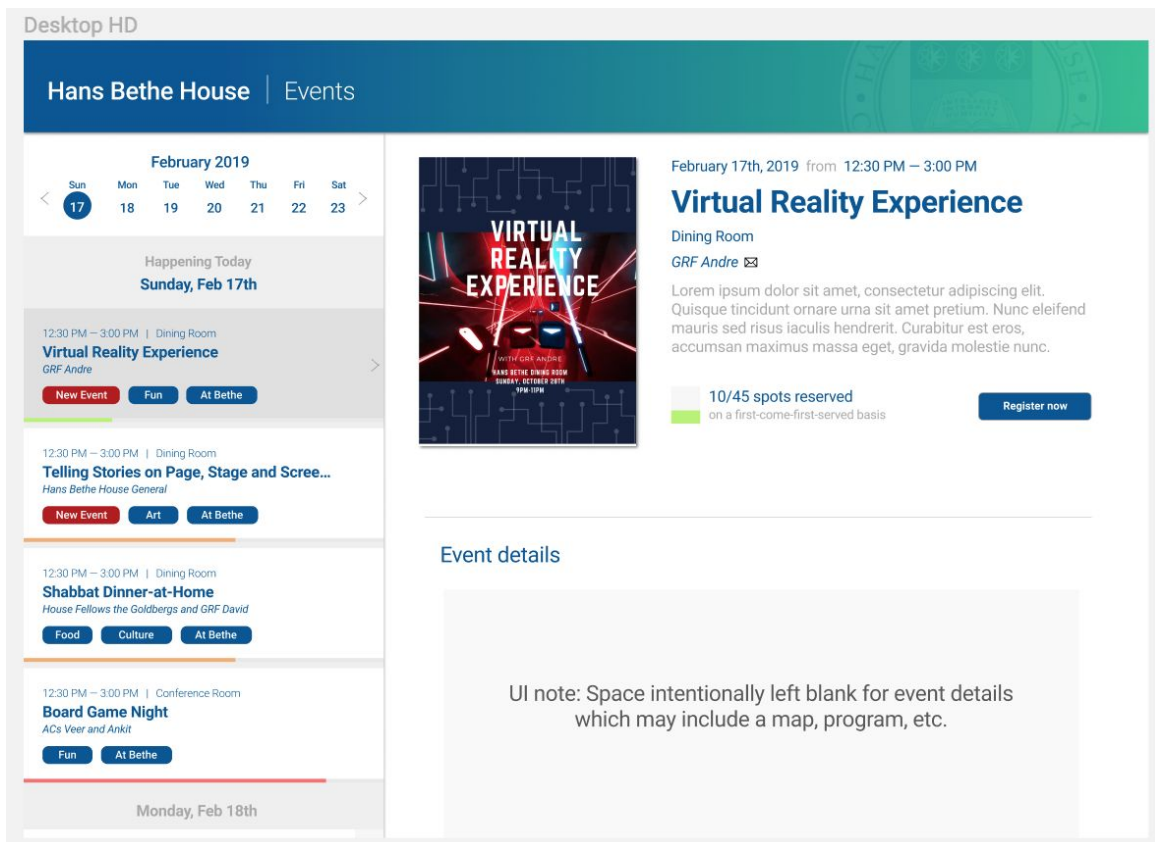 Desktop HD
Hans Bethe House | Events
February 2019
< Sun Mon Tue Wed Thu Fri Sat >
17 18 19 20 21 22 23
Happening Today
Sunday, Feb 17th
12:30 PM — 3:00 PM | Dining Room
Virtual Reality Experience
GRF Andre
New Event Fun At Bethe
12:30 PM — 3:00 PM | Dining Room
Telling Stories on Page, Stage and Scree...
Hans Bethe House General
New Event Art At Bethe
12:30 PM — 3:00 PM | Dining Room
Shabbat Dinner-at-Home
House Fellows the Goldbergs and GRF David
Food Culture At Bethe
12:30 PM — 3:00 PM | Conference Room
Board Game Night
ACs Veer and Ankit
Fun At Bethe
Monday, Feb 18th
VIRTUAL
REALITY
EXPERIENCE
WITH GRF ANDRE
HANS BETHE DINING ROOM
SUNDAY, OCTOBER 28TH
9PM-11PM
February 17th, 2019 from 12:30 PM — 3:00 PM
Virtual Reality Experience
Dining Room
GRF Andre
Lorem ipsum dolor sit amet, consectetur adipiscing elit.
Quisque tincidunt ornare urna sit amet pretium. Nunc eleifend
mauris sed risus iaculis hendrerit. Curabitur est eros,
accumsan maximus massa eget, gravida molestie nunc.
10/45 spots reserved
on a first-come-first-served basis
Register now
Event details
UI note: Space intentionally left blank for event details
which may include a map, program, etc.